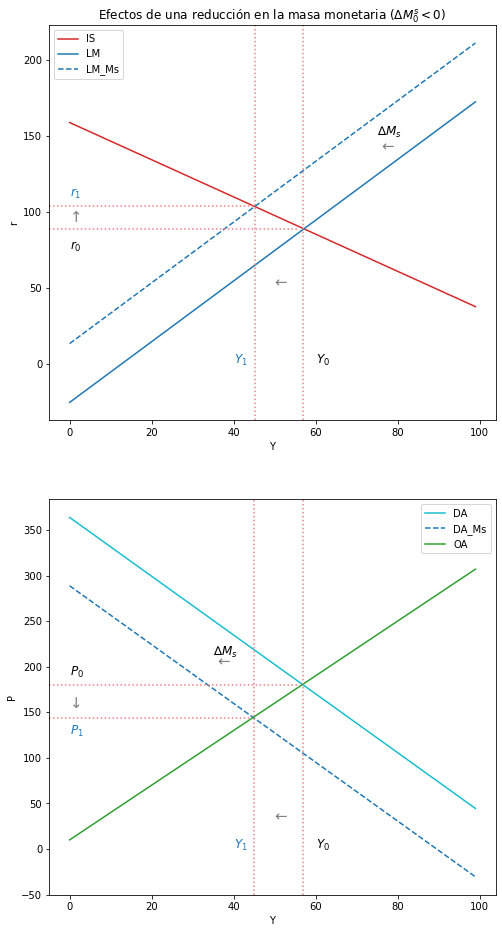 Efectos de una reducción en la masa monetaria (ΔM₀ˢ < 0)
IS
LM
LM_Ms
200
150
100
50
0
r
r₁
↑
r₀
ΔMₛ
←
←
Y₁
Y₀
0 20 40 60 80 100
Y
DA
DA_Ms
OA
350
300
250
200
150
100
50
0
−50
P
ΔMₛ
←
P₀
↓
P₁
←
Y₁
Y₀
0 20 40 60 80 100
Y